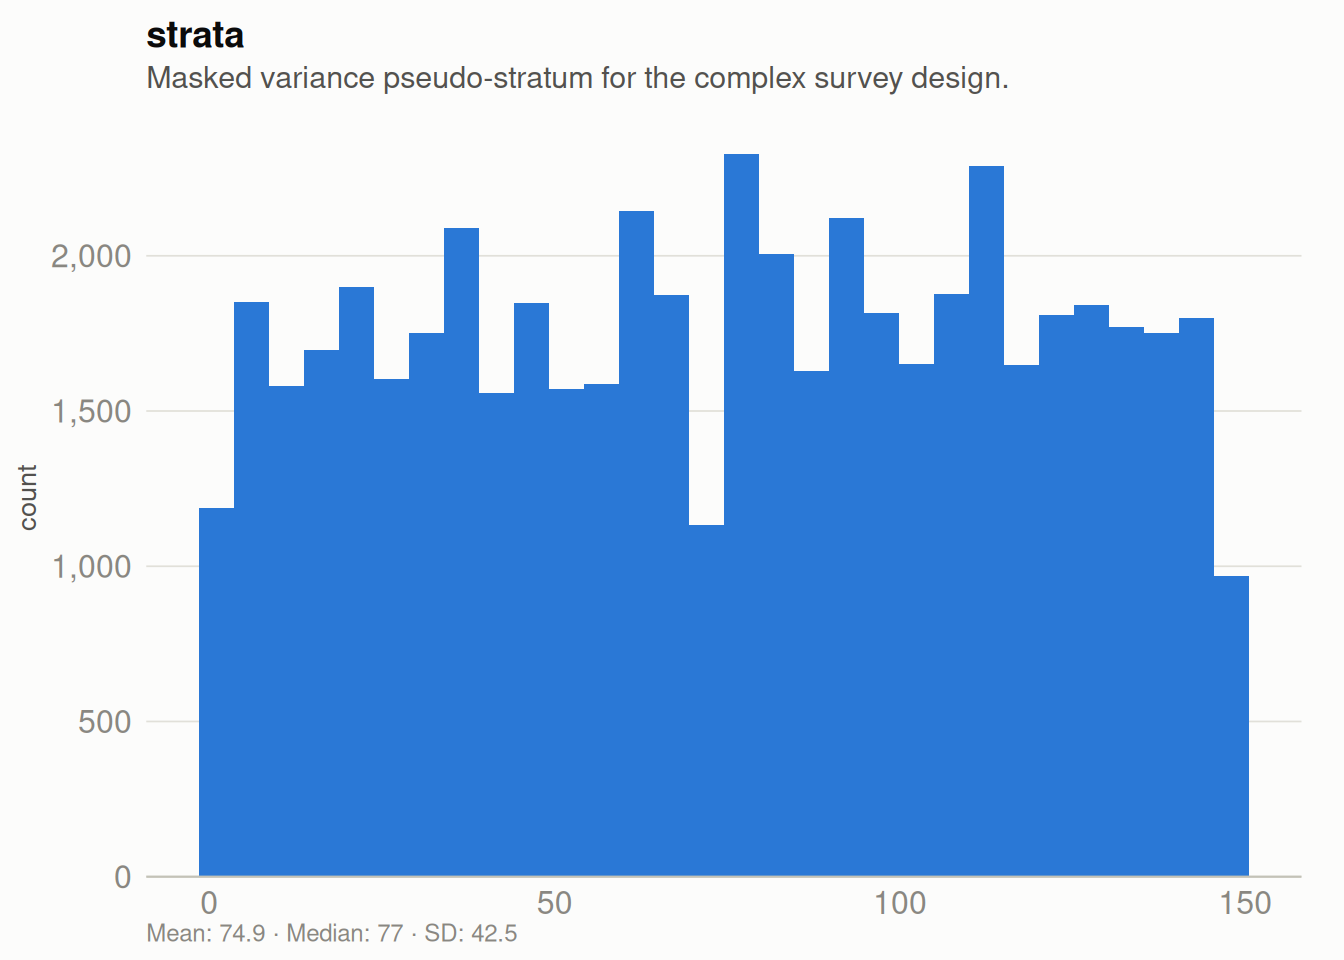 strata
Masked variance pseudo-stratum for the complex survey design.
2,000
1,500
1,000
500
0
count
0 50 100 150
Mean: 74.9 · Median: 77 · SD: 42.5